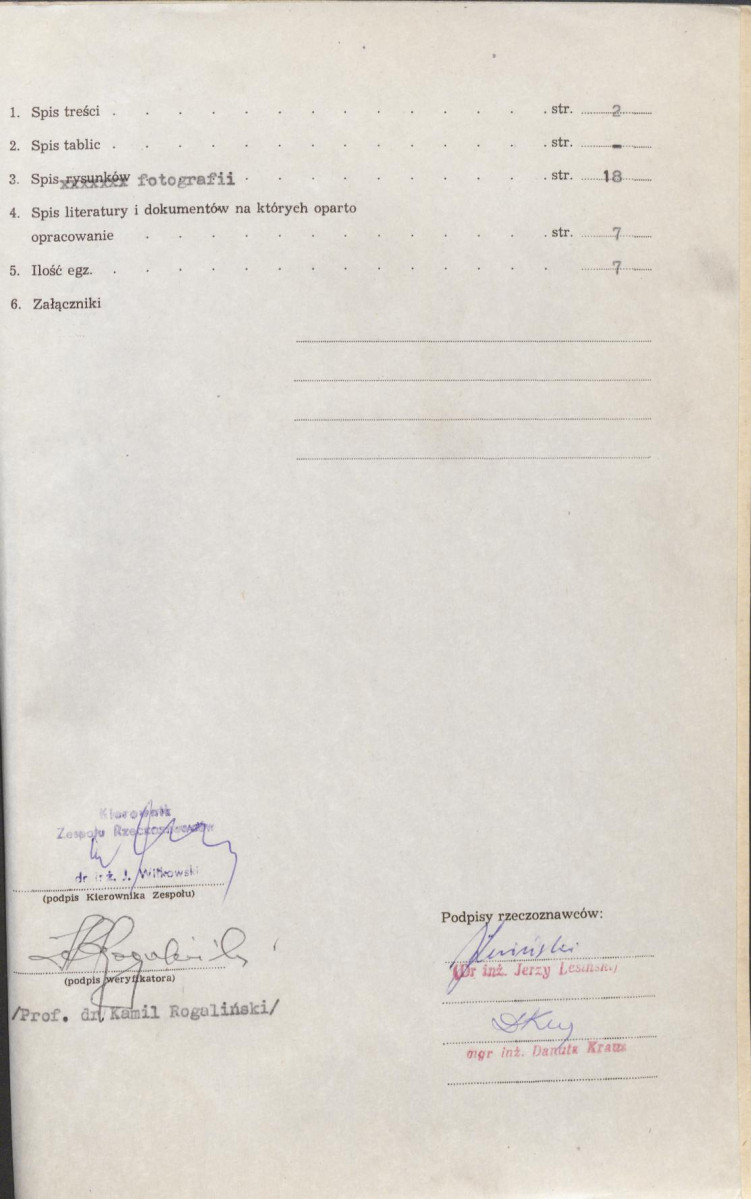 1. Spis treści . . . . . . . . . . . . . . str. 2
2. Spis tablic . . . . . . . . . . . . . . str. -
3. Spis rysunków fotografii . . . . . . . . . . str. 18
4. Spis literatury i dokumentów na których oparto
opracowanie . . . . . . . . . . . . . str. 7
5. Ilość egz. . . . . . . . . . . . . . . . 7
6. Załączniki
Kierownik
Zespołu Rzeczoznawców
dr inż. J. Witkowski
(podpis Kierownika Zespołu)
Podpisy rzeczoznawców:
(Dr inż. Jerzy Lesiński)
(podpis weryfikatora)
/Prof. dr Kamil Rogaliński/
mgr inż. Danuta Kraus